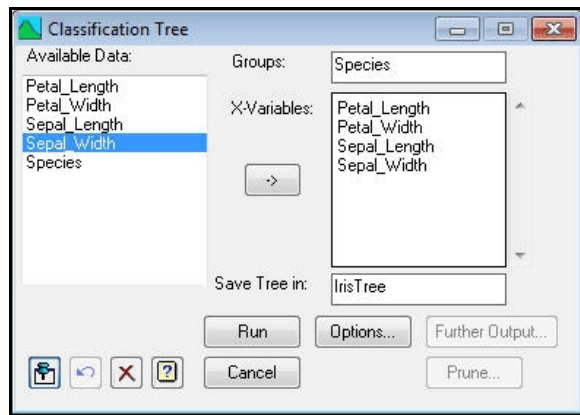 Classification Tree
Available Data:
Petal_Length
Petal_Width
Sepal_Length
Sepal_Width
Species
Groups:
Species
X-Variables:
Petal_Length
Petal_Width
Sepal_Length
Sepal_Width
->
Save Tree in:
IrisTree
Run
Options...
Further Output...
Cancel
Prune...
?